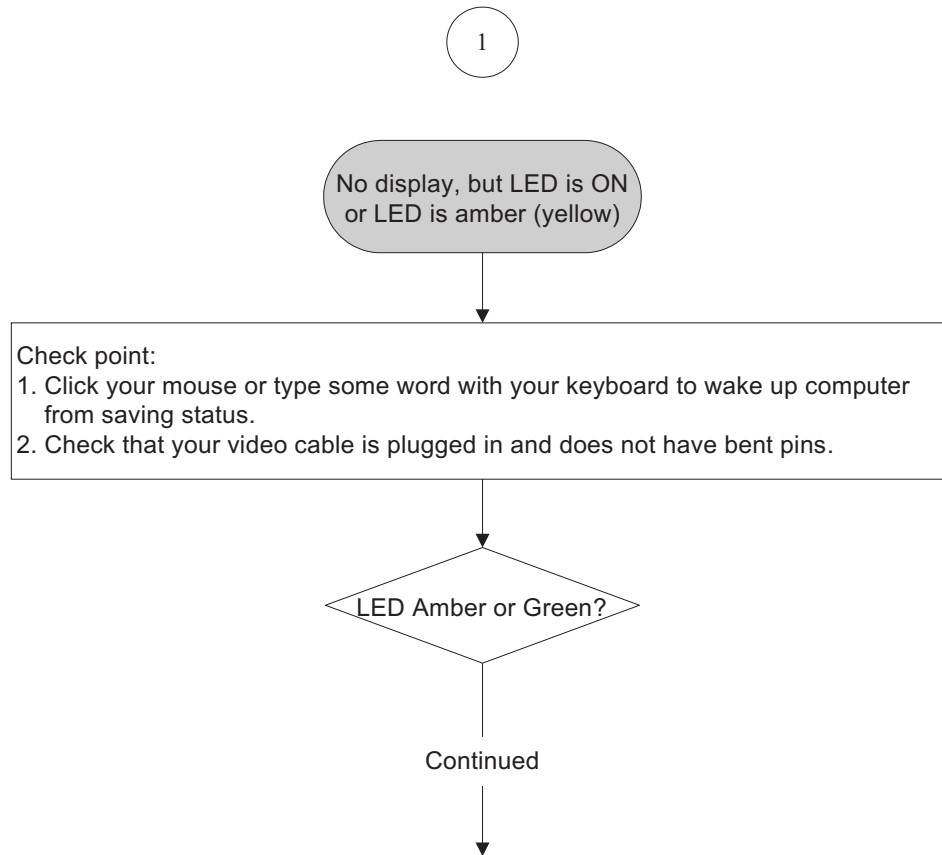 1
No display, but LED is ON
or LED is amber (yellow)
Check point:
1. Click your mouse or type some word with your keyboard to wake up computer
from saving status.
2. Check that your video cable is plugged in and does not have bent pins.
LED Amber or Green?
Continued